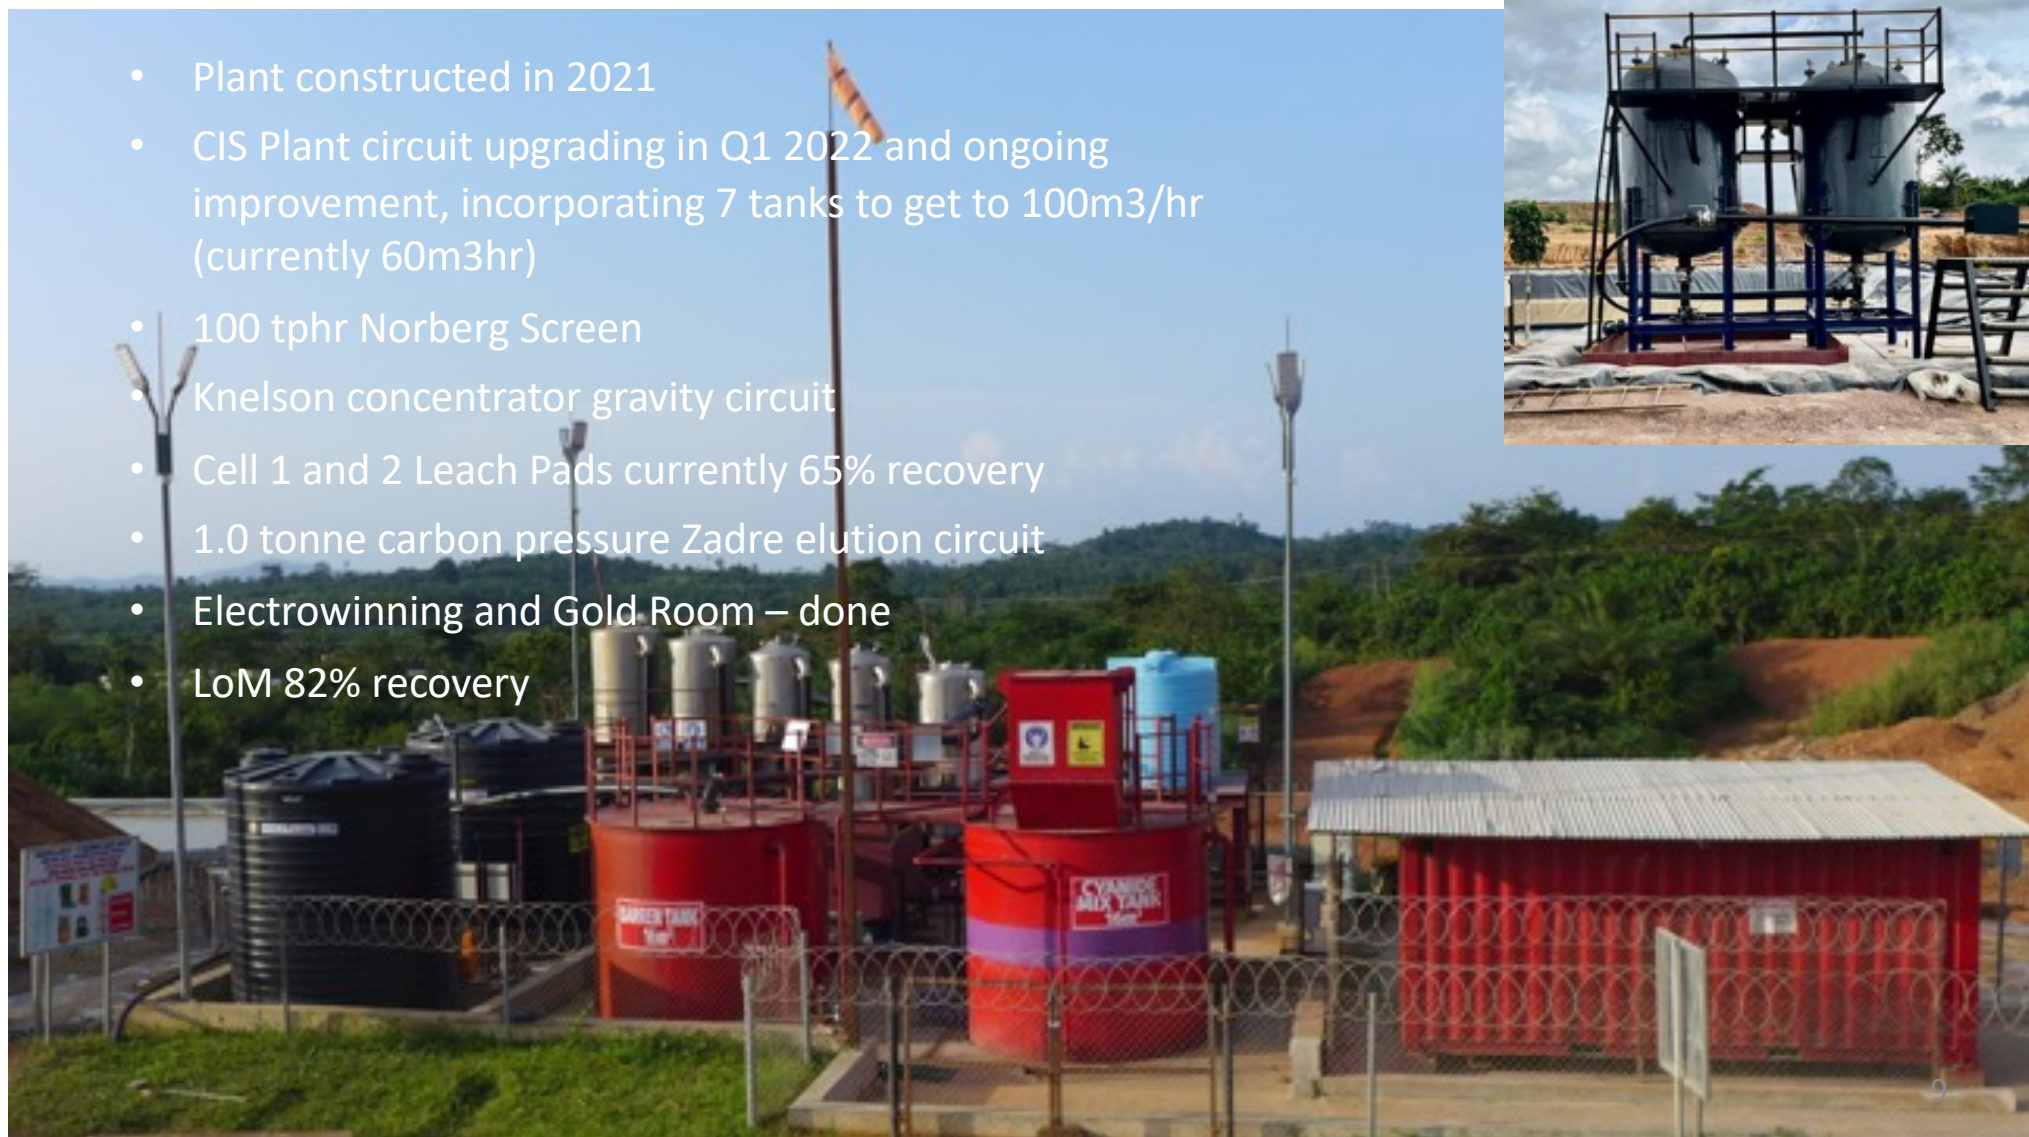 • Plant constructed in 2021
• CIS Plant circuit upgrading in Q1 2022 and ongoing
improvement, incorporating 7 tanks to get to 100m3/hr
(currently 60m3hr)
• 100 tphr Norberg Screen
• Knelson concentrator gravity circuit
• Cell 1 and 2 Leach Pads currently 65% recovery
• 1.0 tonne carbon pressure Zadre elution circuit
• Electrowinning and Gold Room – done
• LoM 82% recovery
BARREN TANK
CYANIDE
MIX TANK
9